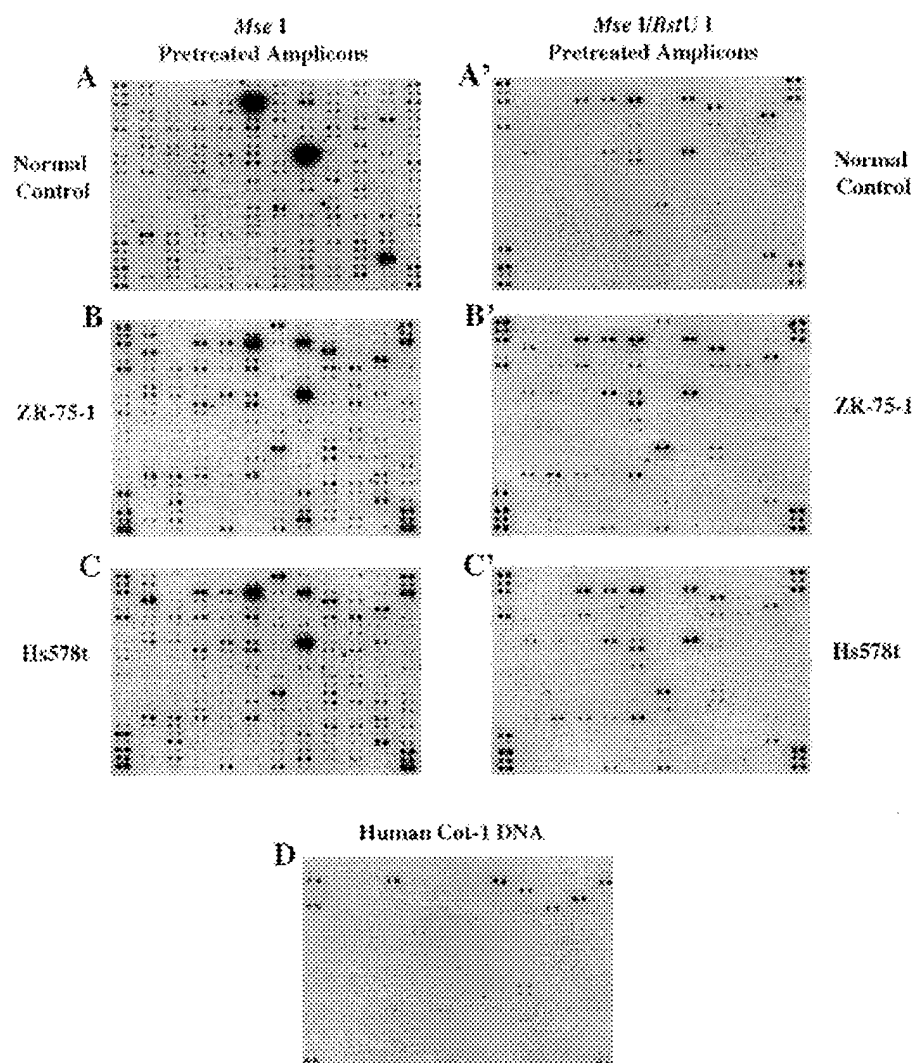 Mse I
Pretreated Amplicons
Mse I/BstU I
Pretreated Amplicons
A
A'
Normal
Control
Normal
Control
B
B'
ZR-75-1
ZR-75-1
C
C'
Hs578t
Hs578t
Human Cot-1 DNA
D